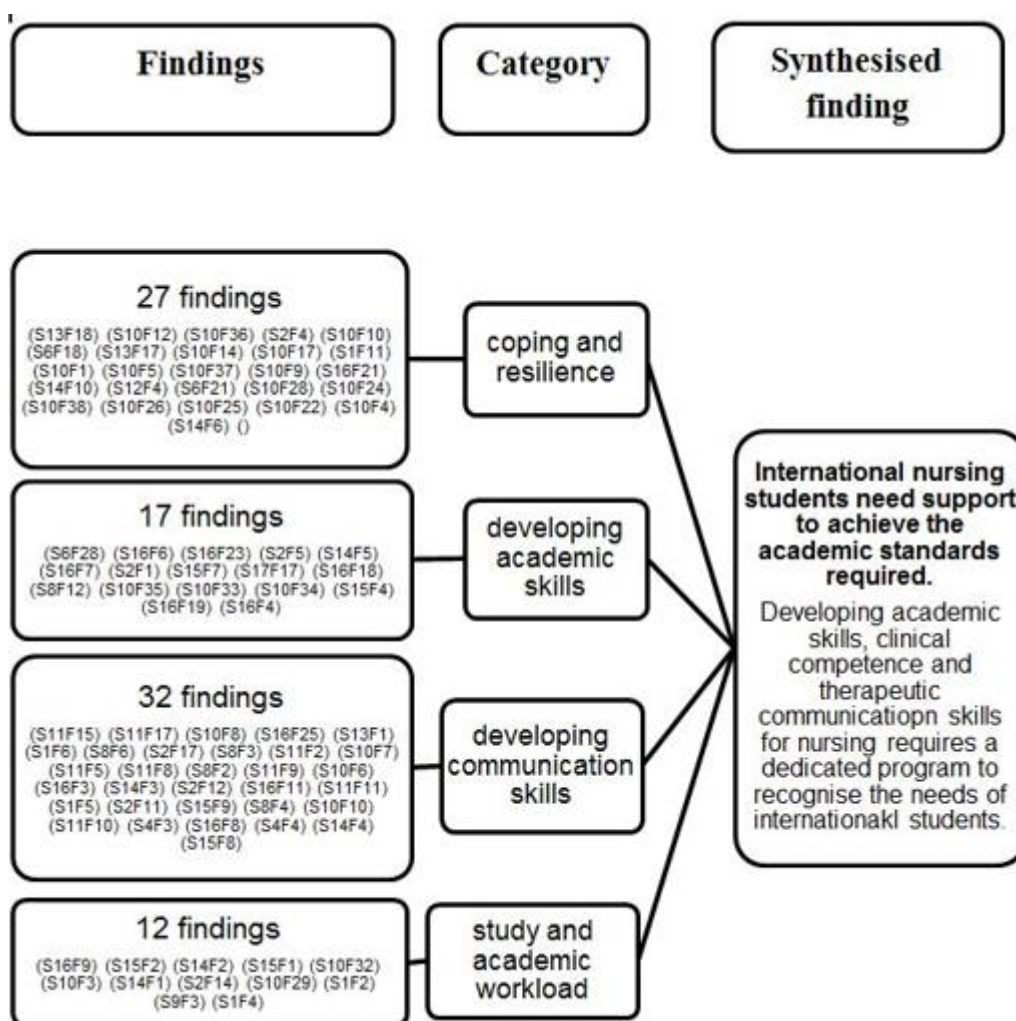 Findings
Category
Synthesised
finding
27 findings
(S13F18) (S10F12) (S10F36) (S2F4) (S10F10)
(S6F18) (S13F17) (S10F14) (S10F17) (S1F11)
(S10F1) (S10F5) (S10F37) (S10F9) (S16F21)
(S14F10) (S12F4) (S6F21) (S10F28) (S10F24)
(S10F38) (S10F26) (S10F25) (S10F22) (S10F4)
(S14F6) ()
coping and
resilience
17 findings
(S6F28) (S16F6) (S16F23) (S2F5) (S14F5)
(S16F7) (S2F1) (S15F7) (S17F17) (S16F18)
(S8F12) (S10F35) (S10F33) (S10F34) (S15F4)
(S16F19) (S16F4)
developing
academic
skills
32 findings
(S11F15) (S11F17) (S10F8) (S16F25) (S13F1)
(S1F6) (S8F6) (S2F17) (S8F3) (S11F2) (S10F7)
(S11F5) (S11F8) (S8F2) (S11F9) (S10F6)
(S16F3) (S14F3) (S2F12) (S16F11) (S11F11)
(S1F5) (S2F11) (S15F9) (S8F4) (S10F10)
(S11F10) (S4F3) (S16F8) (S4F4) (S14F4)
(S15F8)
developing
communication
skills
12 findings
(S16F9) (S15F2) (S14F2) (S15F1) (S10F32)
(S10F3) (S14F1) (S2F14) (S10F29) (S1F2)
(S9F3) (S1F4)
study and
academic
workload
International nursing
students need support
to achieve the
academic standards
required.
Developing academic
skills, clinical
competence and
therapeutic
communicatiopn skills
for nursing requires a
dedicated program to
recognise the needs of
internationakl students.